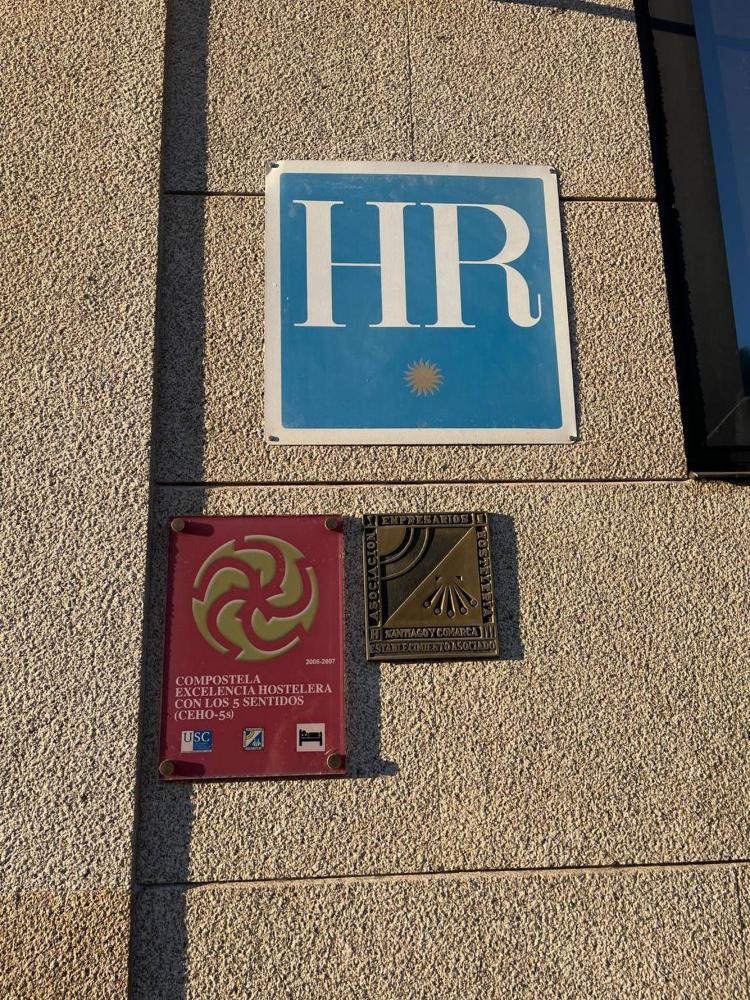 HR
2006-2007
COMPOSTELA
EXCELENCIA HOSTELERA
CON LOS 5 SENTIDOS
(CEHO-5s)
USC
EMPRESARIOS
ASOCIACION
HOSTELERIA
SANTIAGO Y COMARCA
ESTABLECIMIENTO ASOCIADO